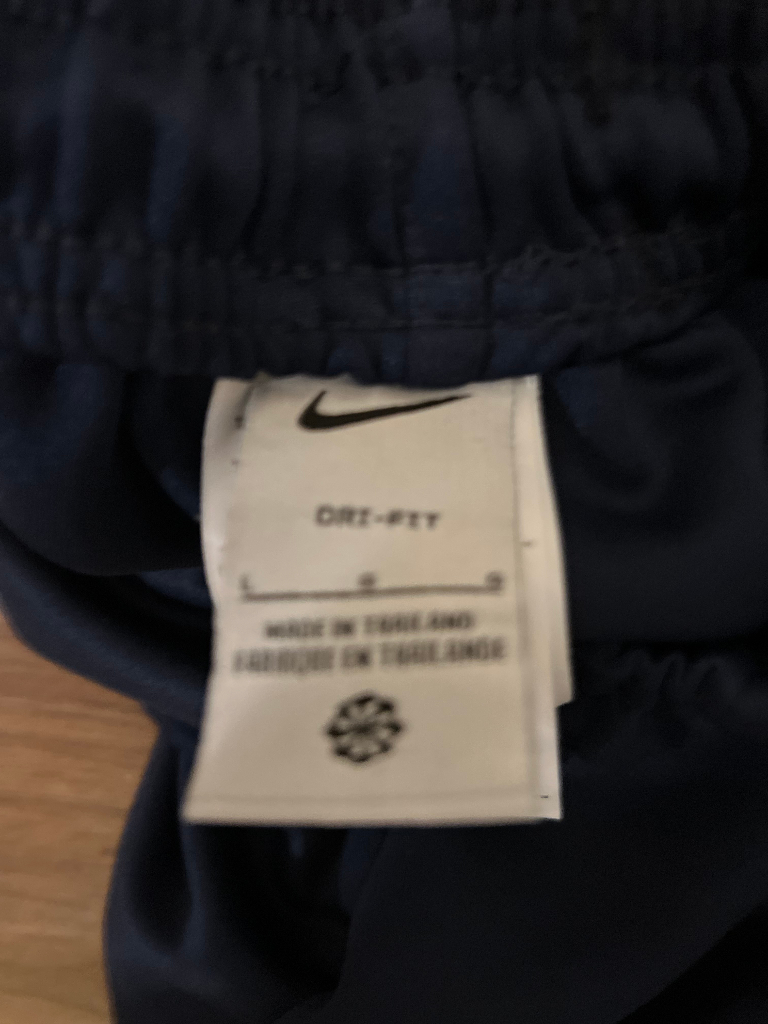 DRI-FIT
L G G
MADE IN THAILAND
FABRIQUÉ EN THAÏLANDE